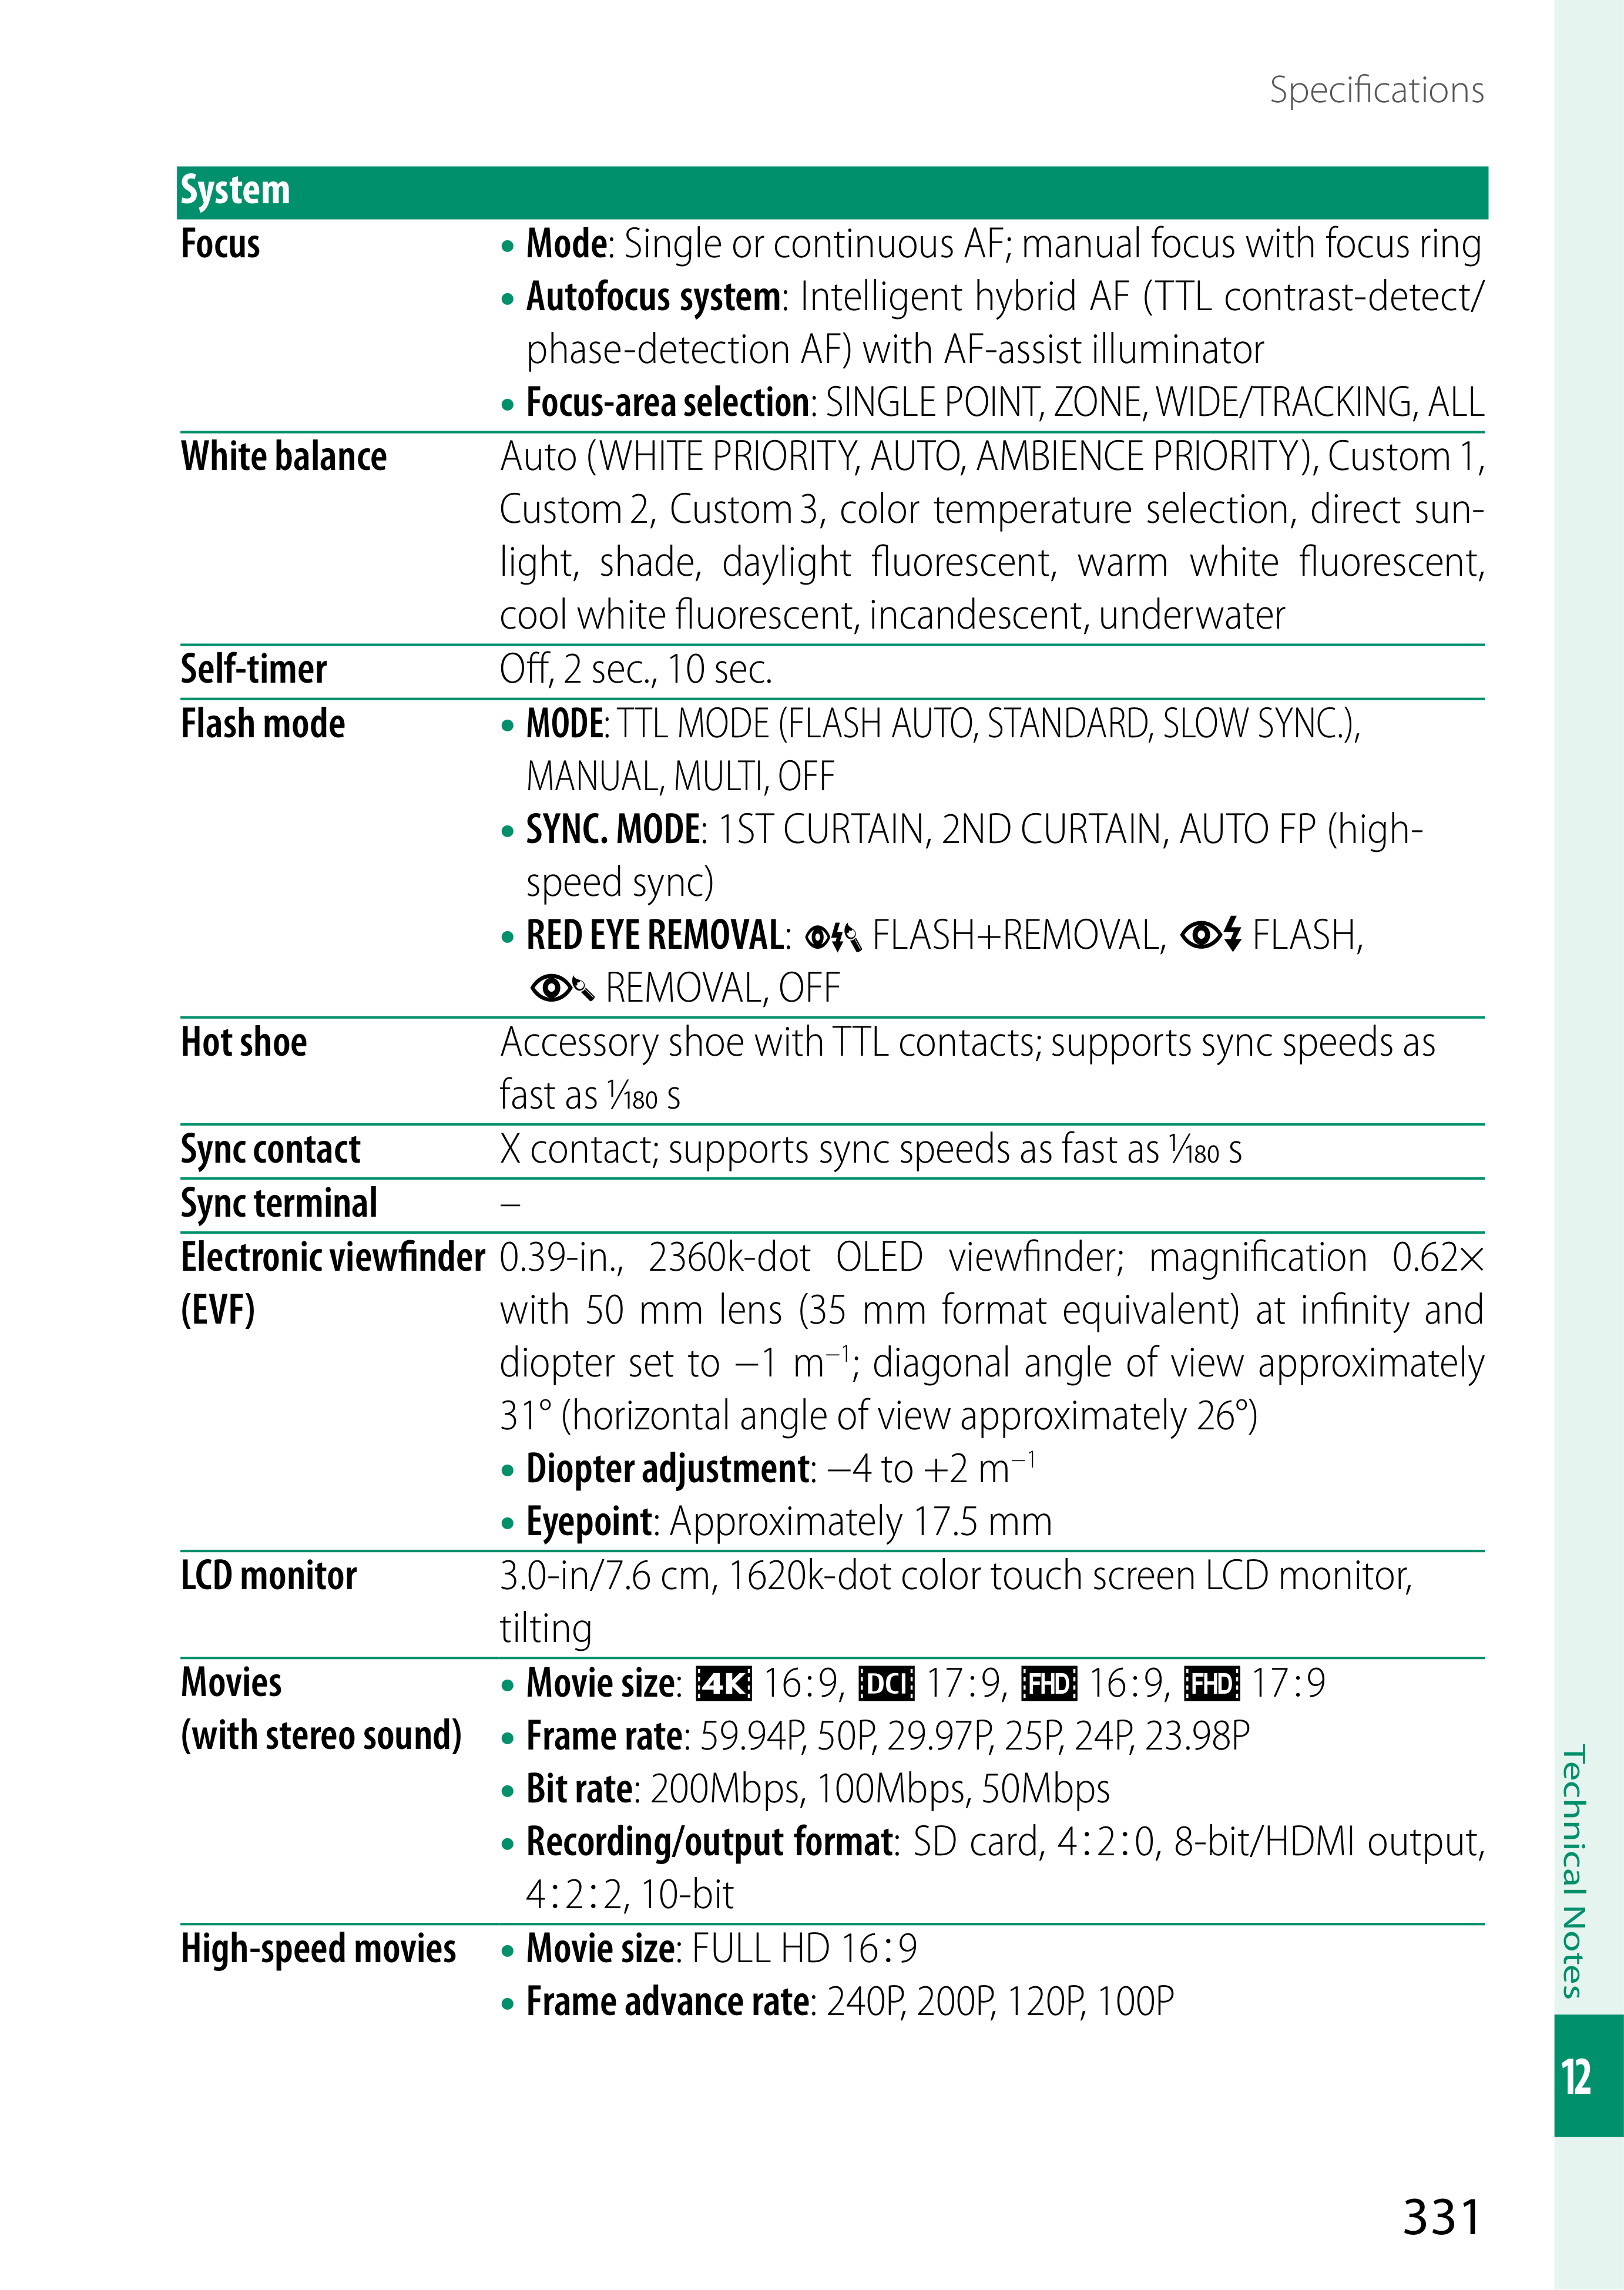 Specifications
System
Focus
• Mode: Single or continuous AF; manual focus with focus ring
• Autofocus system: Intelligent hybrid AF (TTL contrast-detect/
phase-detection AF) with AF-assist illuminator
• Focus-area selection: SINGLE POINT, ZONE, WIDE/TRACKING, ALL
White balance
Auto (WHITE PRIORITY, AUTO, AMBIENCE PRIORITY), Custom 1,
Custom 2, Custom 3, color temperature selection, direct sun-
light, shade, daylight fluorescent, warm white fluorescent,
cool white fluorescent, incandescent, underwater
Self-timer
Off, 2 sec., 10 sec.
Flash mode
• MODE: TTL MODE (FLASH AUTO, STANDARD, SLOW SYNC.),
MANUAL, MULTI, OFF
• SYNC. MODE: 1ST CURTAIN, 2ND CURTAIN, AUTO FP (high-
speed sync)
• RED EYE REMOVAL: FLASH+REMOVAL, FLASH,
REMOVAL, OFF
Hot shoe
Accessory shoe with TTL contacts; supports sync speeds as
fast as 1/180 s
Sync contact
X contact; supports sync speeds as fast as 1/180 s
Sync terminal
–
Electronic viewfinder
(EVF)
0.39-in., 2360k-dot OLED viewfinder; magnification 0.62×
with 50 mm lens (35 mm format equivalent) at infinity and
diopter set to −1 m⁻¹; diagonal angle of view approximately
31° (horizontal angle of view approximately 26°)
• Diopter adjustment: −4 to +2 m⁻¹
• Eyepoint: Approximately 17.5 mm
LCD monitor
3.0-in/7.6 cm, 1620k-dot color touch screen LCD monitor,
tilting
Movies
(with stereo sound)
• Movie size: 4K 16:9, DCI 17:9, FHD 16:9, FHD 17:9
• Frame rate: 59.94P, 50P, 29.97P, 25P, 24P, 23.98P
• Bit rate: 200Mbps, 100Mbps, 50Mbps
• Recording/output format: SD card, 4:2:0, 8-bit/HDMI output,
4:2:2, 10-bit
High-speed movies
• Movie size: FULL HD 16:9
• Frame advance rate: 240P, 200P, 120P, 100P
Technical Notes
12
331